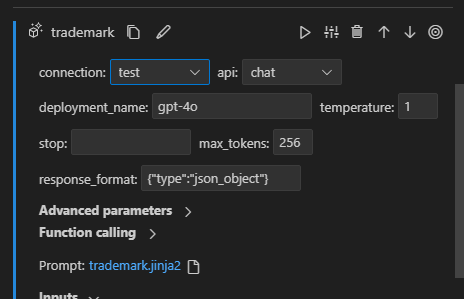 trademark
connection: test api: chat
deployment_name: gpt-4o temperature: 1
stop: max_tokens: 256
response_format: {"type":"json_object"}
Advanced parameters
Function calling
Prompt: trademark.jinja2
Inputs